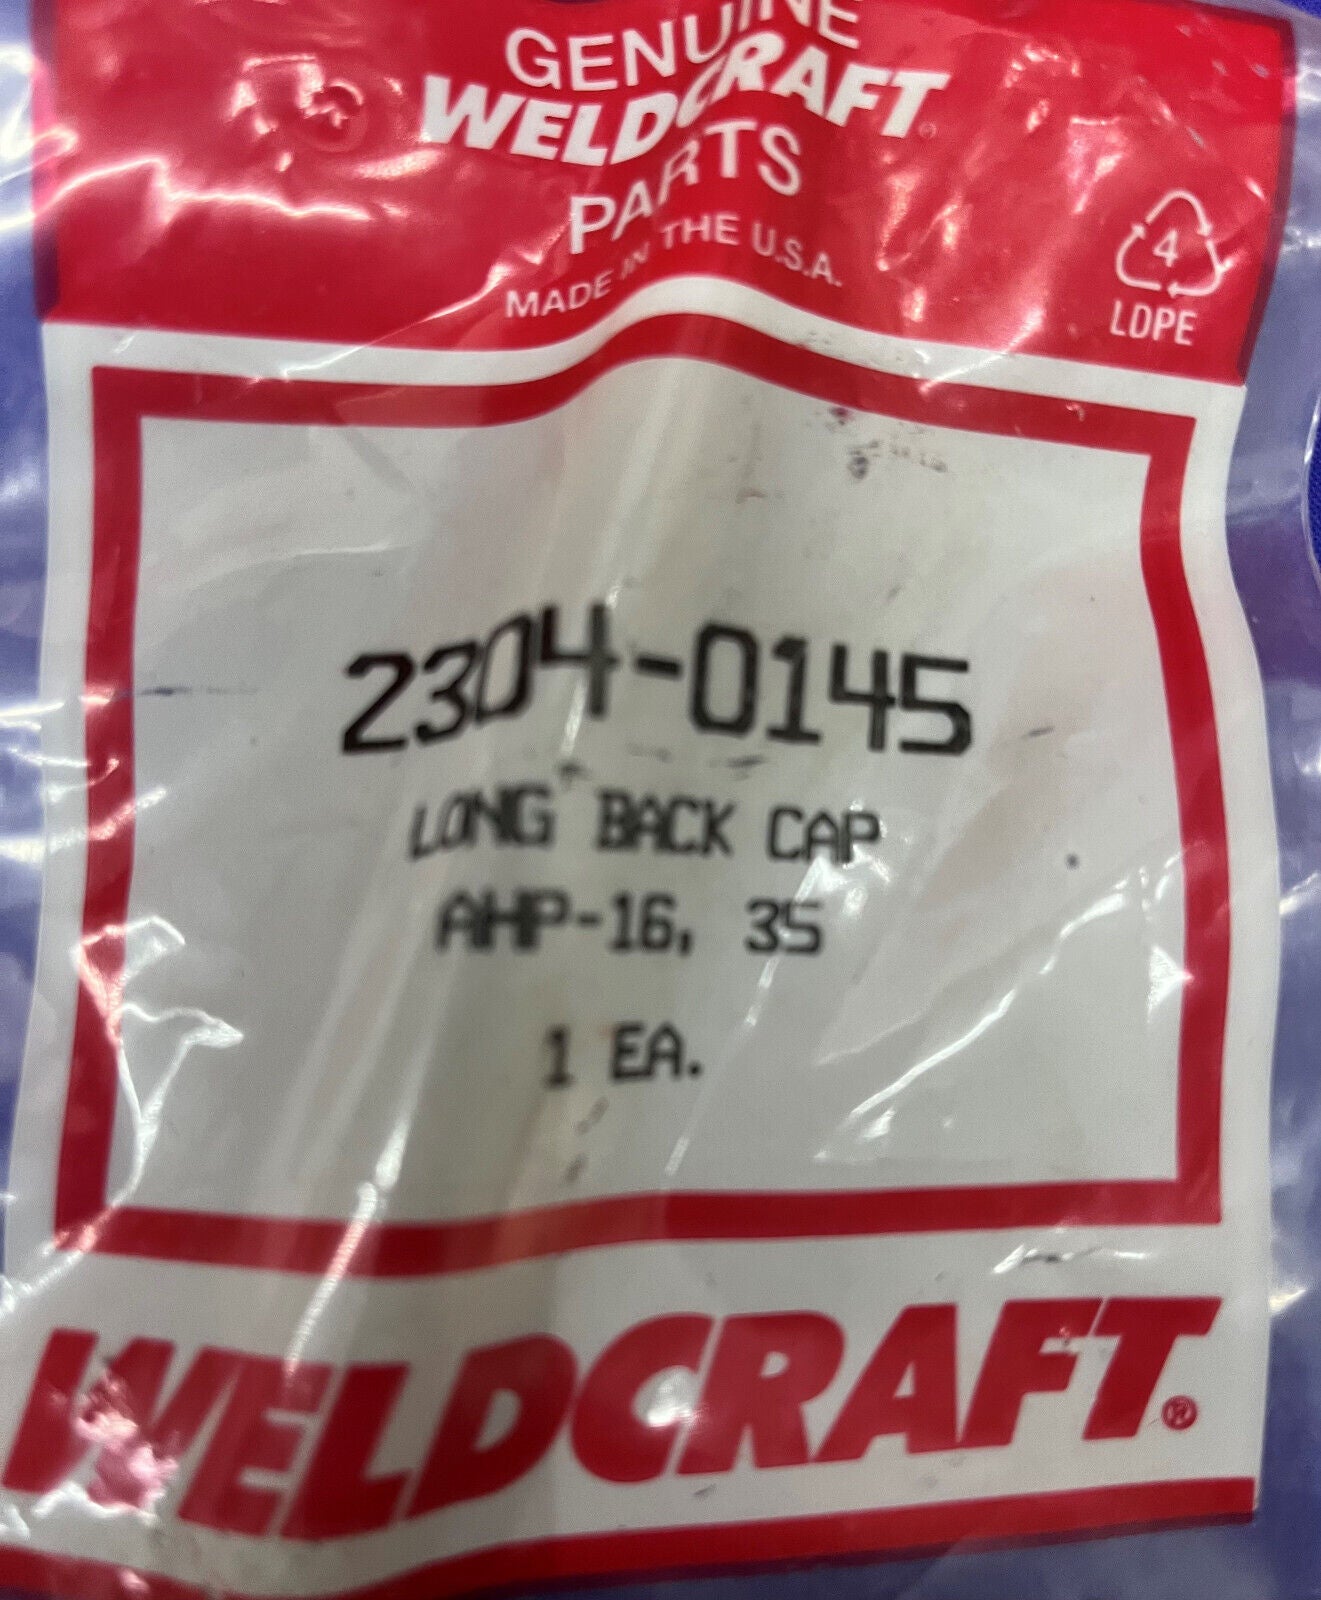 GENUINE
WELDCRAFT
PARTS
MADE IN THE U.S.A.
4
LDPE
2304-0145
LONG BACK CAP
AHP-16, 35
1 EA.
WELDCRAFT®